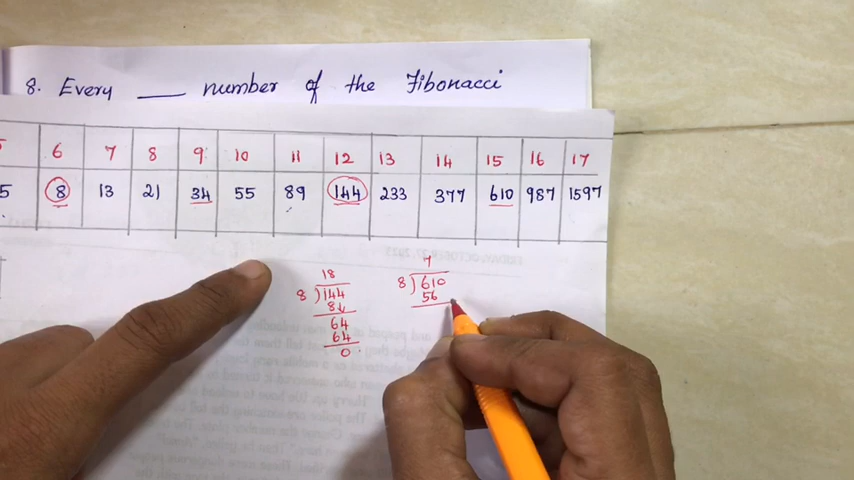 8. Every ___ number of the Fibonacci
6 7 8 9 10 11 12 13 14 15 16 17
5 8 13 21 34 55 89 144 233 377 610 987 1597
18
8 ) 144
8↓
64
64
0
7
8 ) 610
56